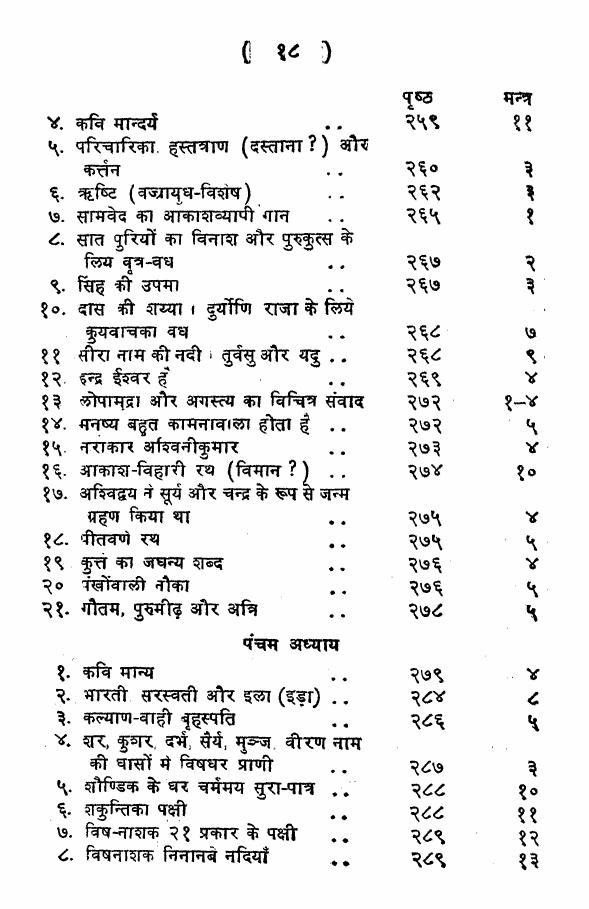 ( १८ )
पृष्ठ मन्त्र
४. कवि मान्दर्य .. २५९ ११
५. परिचारिका. हस्तत्राण (दस्ताना ?) और
कर्त्तन .. २६० ३
६. ऋष्टि (वज्रायुध-विशेष) .. २६२ ३
७. सामवेद का आकाशव्यापी गान .. २६५ १
८. सात पुरियों का विनाश और पुरुकुत्स के
लिय वृत्र-वध .. २६७ २
९. सिंह की उपमा .. २६७ ३
१०. दास की शय्या । दुर्योणि राजा के लिये
कुयवाचका वध .. २६८ ७
११ सीरा नाम की नदी । तुर्वसु और यदु .. २६८ ९
१२. इन्द्र ईश्वर हैं .. २६९ ४
१३ लोपामुद्रा और अगस्त्य का विचित्र संवाद २७२ १-४
१४. मनष्य बहुत कामनावाला होता है .. २७२ ५
१५. नराकार अश्विनीकुमार .. २७३ ४
१६. आकाश-विहारी रथ (विमान ?) .. २७४ १०
१७. अश्विद्वय ने सूर्य और चन्द्र के रूप से जन्म
ग्रहण किया था .. २७५ ४
१८. पीतवर्ण रथ .. २७५ ५
१९ कुत्ते का जघन्य शब्द .. २७६ ४
२० पंखोंवाली नौका .. २७६ ५
२१. गौतम, पुरुमीढ़ और अत्रि .. २७८ ५
पंचम अध्याय
१. कवि मान्य .. २७९ ४
२. भारती सरस्वती और इला (इड़ा) .. २८४ ८
३. कल्याण-वाही बृहस्पति .. २८६ ५
४. शर, कुशर, दर्भ, सैर्य, मुञ्ज, वीरण नाम
की घासों में विषधर प्राणी .. २८७ ३
५. शौण्डिक के घर चर्ममय सुरा-पात्र .. २८८ १०
६. शकुन्तिका पक्षी .. २८८ ११
७. विष-नाशक २१ प्रकार के पक्षी .. २८९ १२
८. विषनाशक निनानबे नदियाँ .. २८९ १३